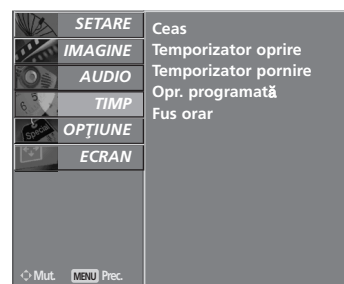 SETARE
IMAGINE
AUDIO
TIMP
OPŢIUNE
ECRAN
Ceas
Temporizator oprire
Temporizator pornire
Opr. programată
Fus orar
Mut. MENU Prec.